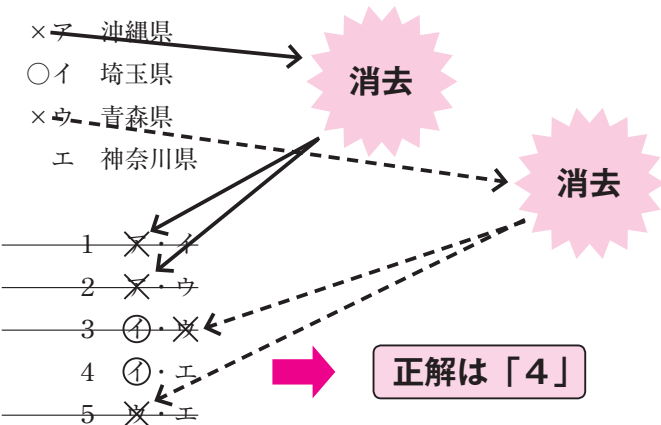 ×ア 沖縄県
○イ 埼玉県
×ウ 青森県
エ 神奈川県
消去
消去
1 ア・イ
2 ア・ウ
3 イ・ウ
4 イ・エ
5 ウ・エ
正解は「4」